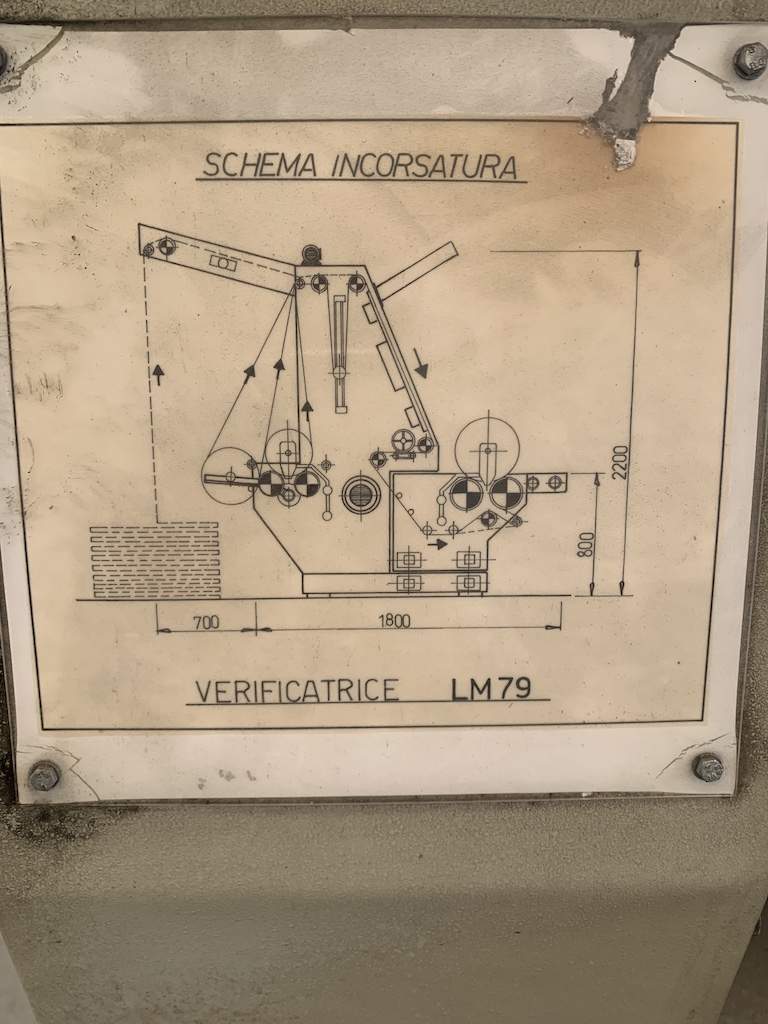 SCHEMA INCORSATURA
2200
800
700
1800
VERIFICATRICE LM79